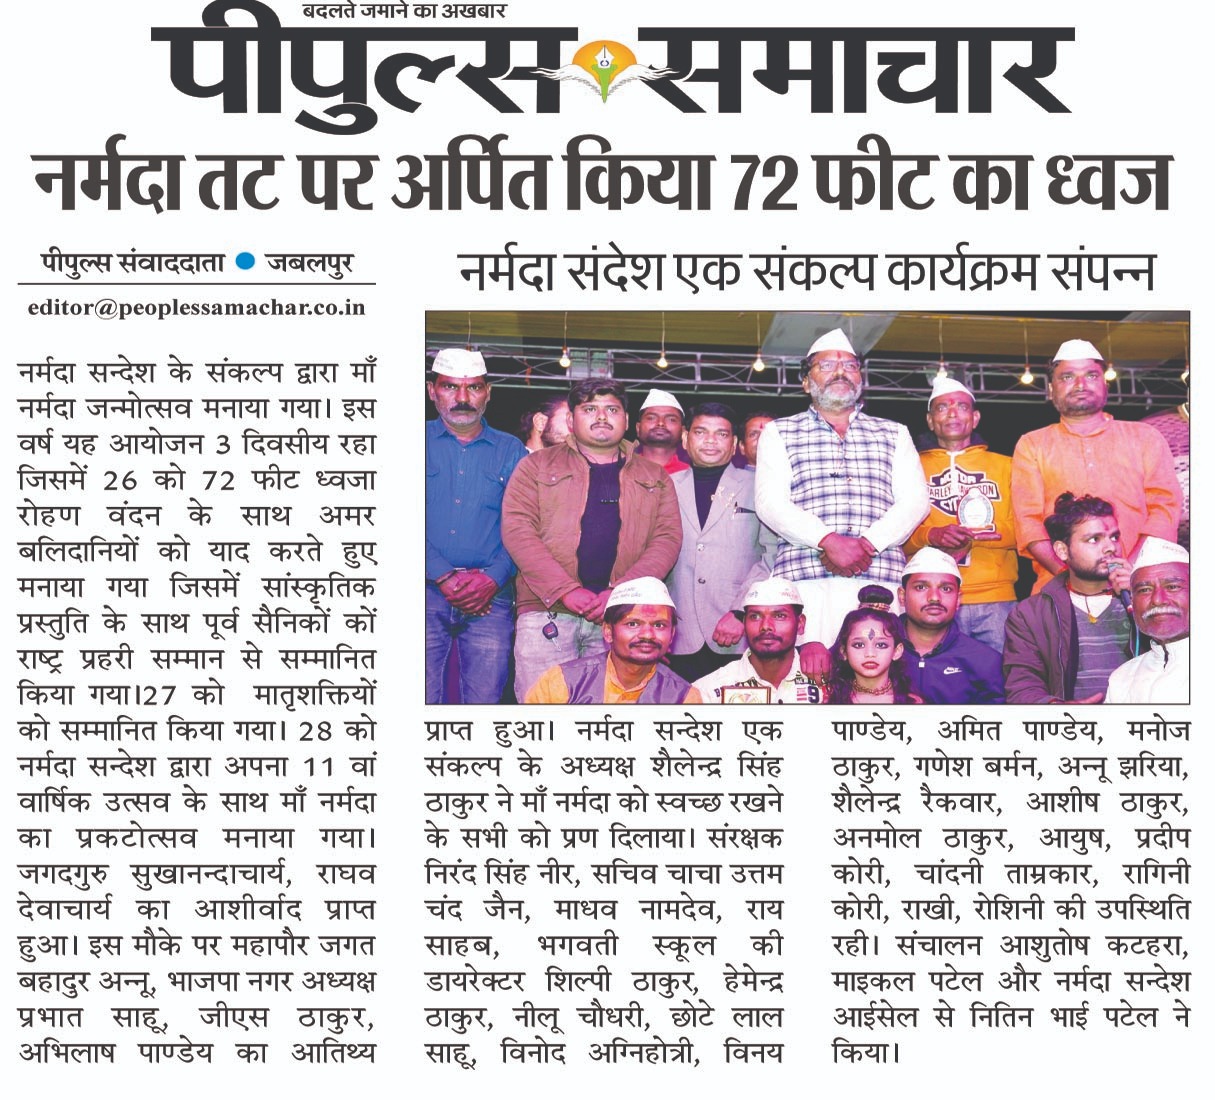 बदलते जमाने का अखबार
पीपुल्स समाचार
नर्मदा तट पर अर्पित किया 72 फीट का ध्वज
पीपुल्स संवाददाता ● जबलपुर
editor@peoplessamachar.co.in
नर्मदा सन्देश के संकल्प द्वारा माँ
नर्मदा जन्मोत्सव मनाया गया। इस
वर्ष यह आयोजन 3 दिवसीय रहा
जिसमें 26 को 72 फीट ध्वजा
रोहण वंदन के साथ अमर
बलिदानियों को याद करते हुए
मनाया गया जिसमें सांस्कृतिक
प्रस्तुति के साथ पूर्व सैनिकों कों
राष्ट्र प्रहरी सम्मान से सम्मानित
किया गया।27 को मातृशक्तियों
को सम्मानित किया गया। 28 को
नर्मदा सन्देश द्वारा अपना 11 वां
वार्षिक उत्सव के साथ माँ नर्मदा
का प्रकटोत्सव मनाया गया।
जगदगुरु सुखानन्दाचार्य, राघव
देवाचार्य का आशीर्वाद प्राप्त
हुआ। इस मौके पर महापौर जगत
बहादुर अन्नू, भाजपा नगर अध्यक्ष
प्रभात साहू, जीएस ठाकुर,
अभिलाष पाण्डेय का आतिथ्य
नर्मदा संदेश एक संकल्प कार्यक्रम संपन्न
प्राप्त हुआ। नर्मदा सन्देश एक
संकल्प के अध्यक्ष शैलेन्द्र सिंह
ठाकुर ने माँ नर्मदा को स्वच्छ रखने
के सभी को प्रण दिलाया। संरक्षक
निरंद सिंह नीर, सचिव चाचा उत्तम
चंद जैन, माधव नामदेव, राय
साहब, भगवती स्कूल की
डायरेक्टर शिल्पी ठाकुर, हेमेन्द्र
ठाकुर, नीलू चौधरी, छोटे लाल
साहू, विनोद अग्निहोत्री, विनय
पाण्डेय, अमित पाण्डेय, मनोज
ठाकुर, गणेश बर्मन, अन्नू झरिया,
शैलेन्द्र रैकवार, आशीष ठाकुर,
अनमोल ठाकुर, आयुष, प्रदीप
कोरी, चांदनी ताम्रकार, रागिनी
कोरी, राखी, रोशिनी की उपस्थिति
रही। संचालन आशुतोष कटहरा,
माइकल पटेल और नर्मदा सन्देश
आईसेल से नितिन भाई पटेल ने
किया।